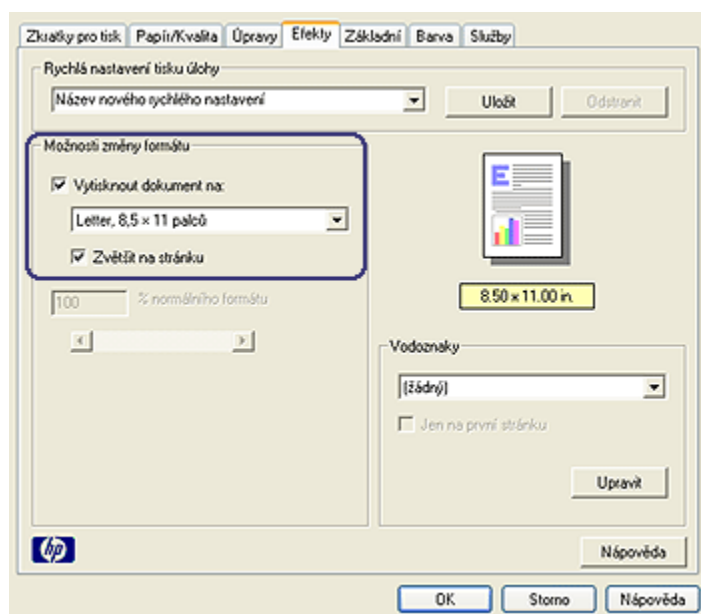 Zkratky pro tisk Papír/Kvalita Úpravy Efekty Základní Barva Služby
Rychlá nastavení tisku úlohy
Název nového rychlého nastavení Uložit Odstranit
Možnosti změny formátu
Vytisknout dokument na:
Letter, 8,5 × 11 palců
Zvětšit na stránku
E
8.50 × 11.00 in.
100 % normálního formátu
Vodoznaky
(žádný)
Jen na první stránku
Upravit
hp Nápověda
OK Storno Nápověda